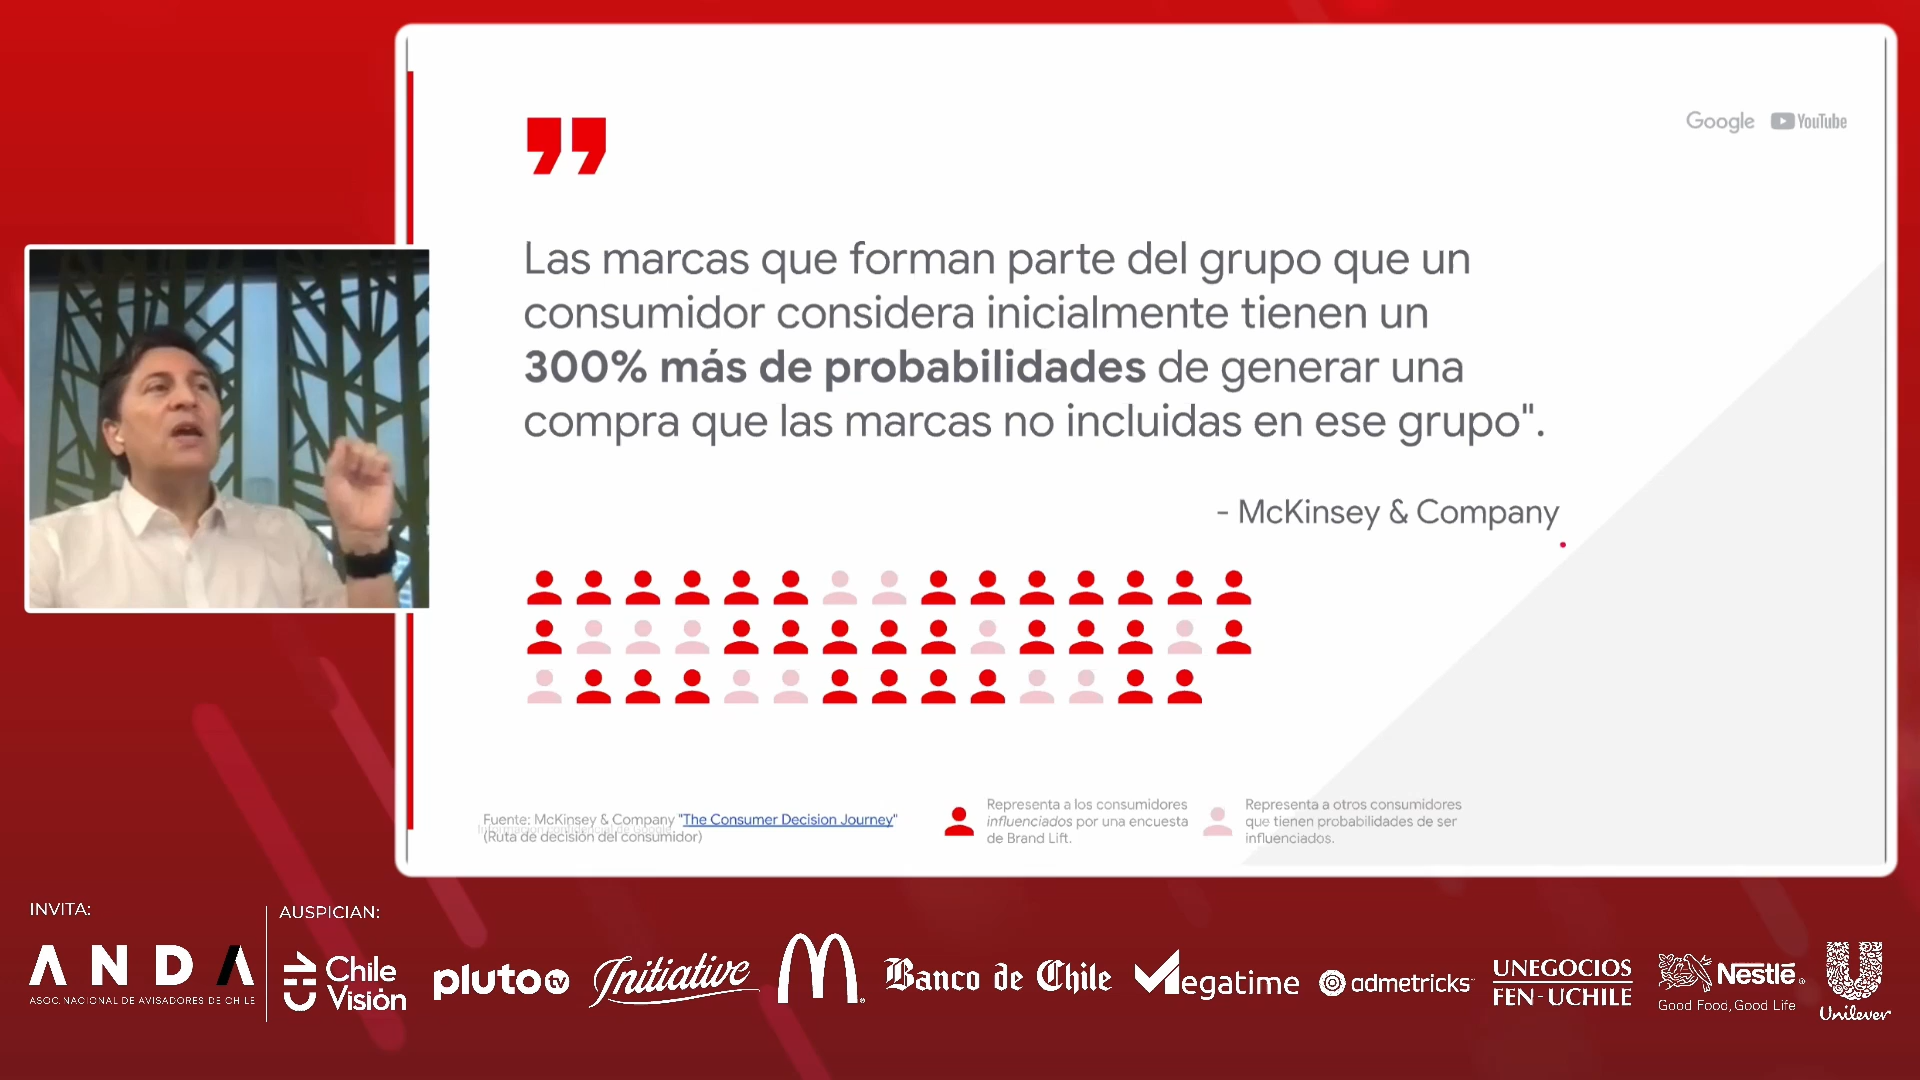 Google YouTube
Las marcas que forman parte del grupo que un
consumidor considera inicialmente tienen un
300% más de probabilidades de generar una
compra que las marcas no incluidas en ese grupo".
- McKinsey & Company
Fuente: McKinsey & Company "The Consumer Decision Journey"
(Ruta de decisión del consumidor)
Representa a los consumidores
influenciados por una encuesta
de Brand Lift.
Representa a otros consumidores
que tienen probabilidades de ser
influenciados.
INVITA:
ANDA
ASOC. NACIONAL DE AVISADORES DE CHILE
AUSPICIAN:
CHV Chile
Visión
pluto tv
Initiative
Banco de Chile
Megatime
admetricks
UNEGOCIOS
FEN-UCHILE
Nestlé
Good Food, Good Life
Unilever